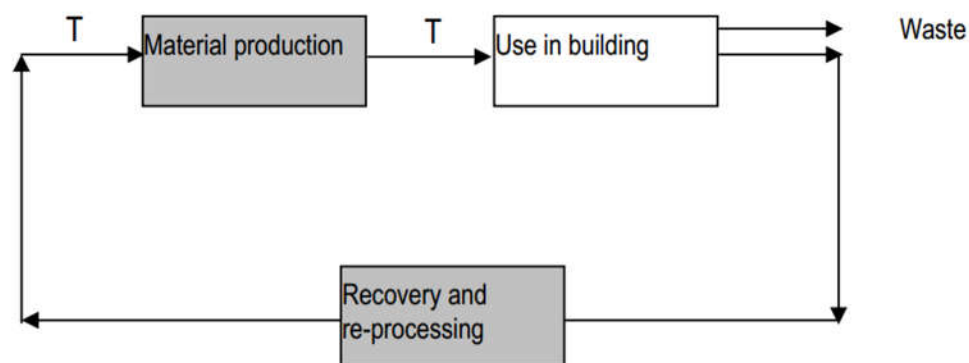 T
Material production
T
Use in building
Waste
Recovery and
re-processing